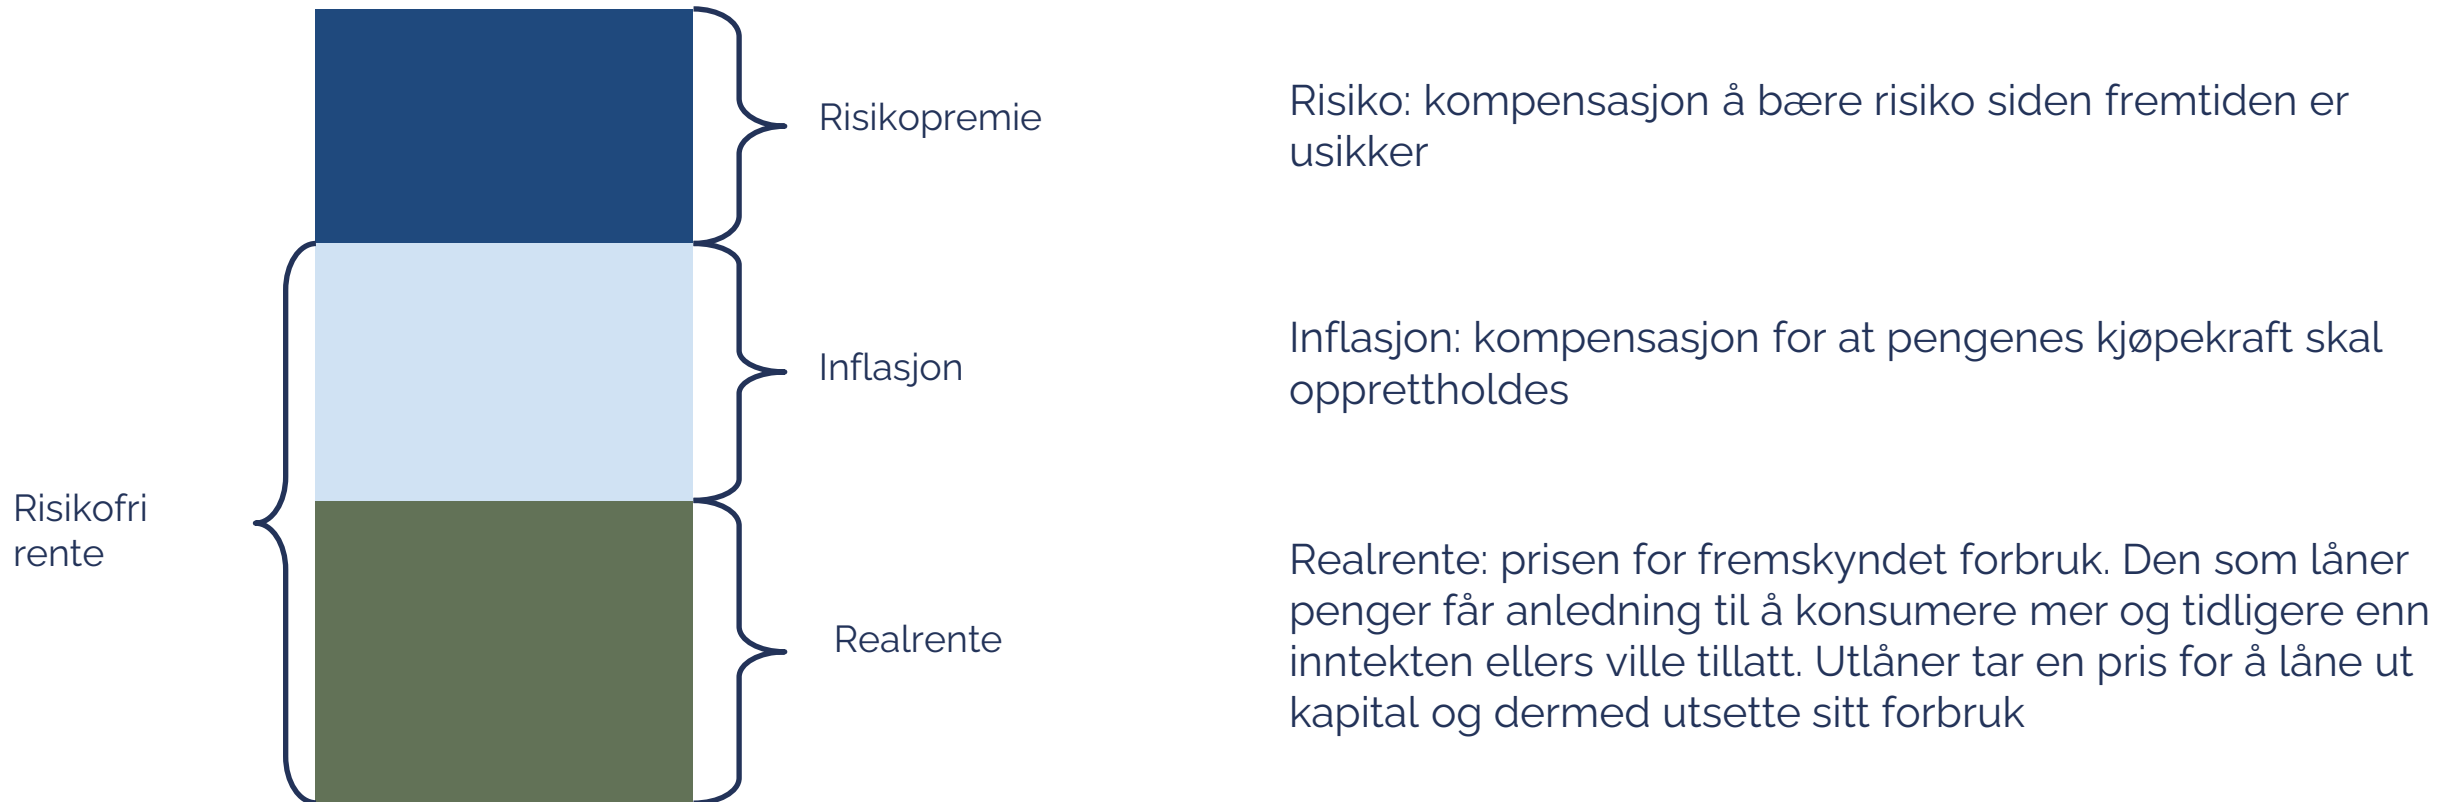 Risikopremie
Risiko: kompensasjon å bære risiko siden fremtiden er
usikker
Inflasjon
Inflasjon: kompensasjon for at pengenes kjøpekraft skal
opprettholdes
Risikofri
rente
Realrente
Realrente: prisen for fremskyndet forbruk. Den som låner
penger får anledning til å konsumere mer og tidligere enn
inntekten ellers ville tillatt. Utlåner tar en pris for å låne ut
kapital og dermed utsette sitt forbruk